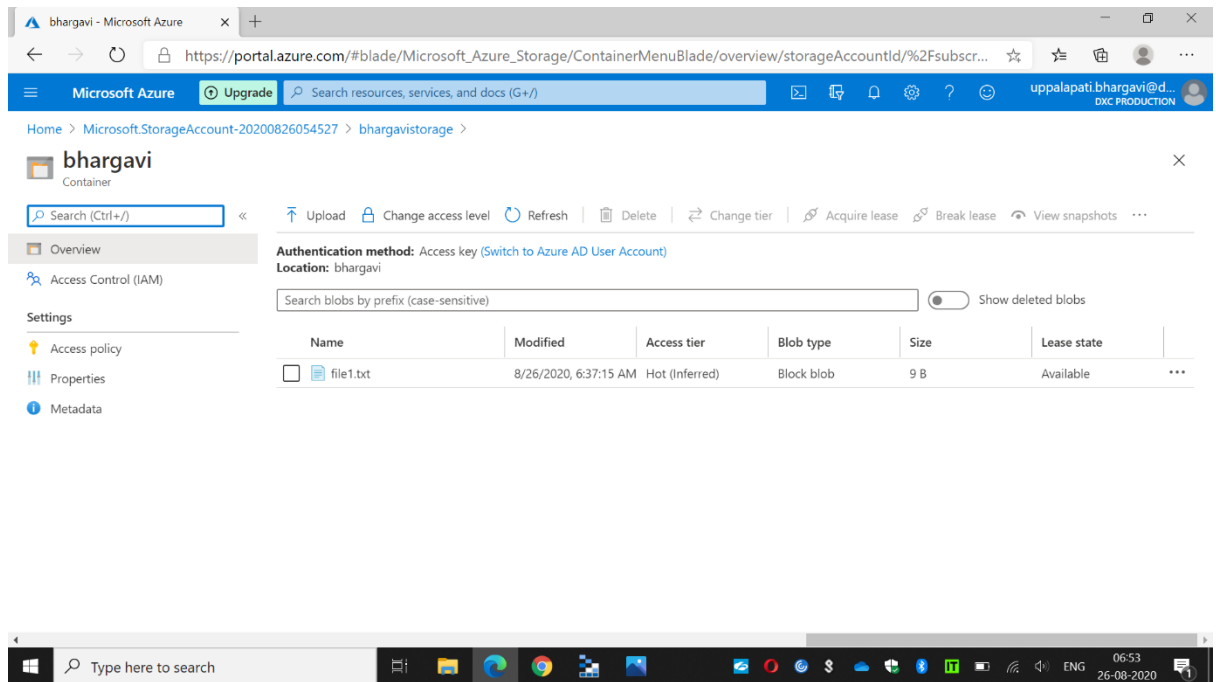 bhargavi - Microsoft Azure
https://portal.azure.com/#blade/Microsoft_Azure_Storage/ContainerMenuBlade/overview/storageAccountId/%2Fsubscr...
Microsoft Azure Upgrade Search resources, services, and docs (G+/) uppalapati.bhargavi@d...
DXC PRODUCTION
Home > Microsoft.StorageAccount-20200826054527 > bhargavistorage >
bhargavi
Container
Search (Ctrl+/) « Upload Change access level Refresh Delete Change tier Acquire lease Break lease View snapshots ...
Overview
Access Control (IAM)
Settings
Access policy
Properties
Metadata
Authentication method: Access key (Switch to Azure AD User Account)
Location: bhargavi
Search blobs by prefix (case-sensitive) Show deleted blobs
Name Modified Access tier Blob type Size Lease state
file1.txt 8/26/2020, 6:37:15 AM Hot (Inferred) Block blob 9 B Available ...
Type here to search ENG 06:53
26-08-2020